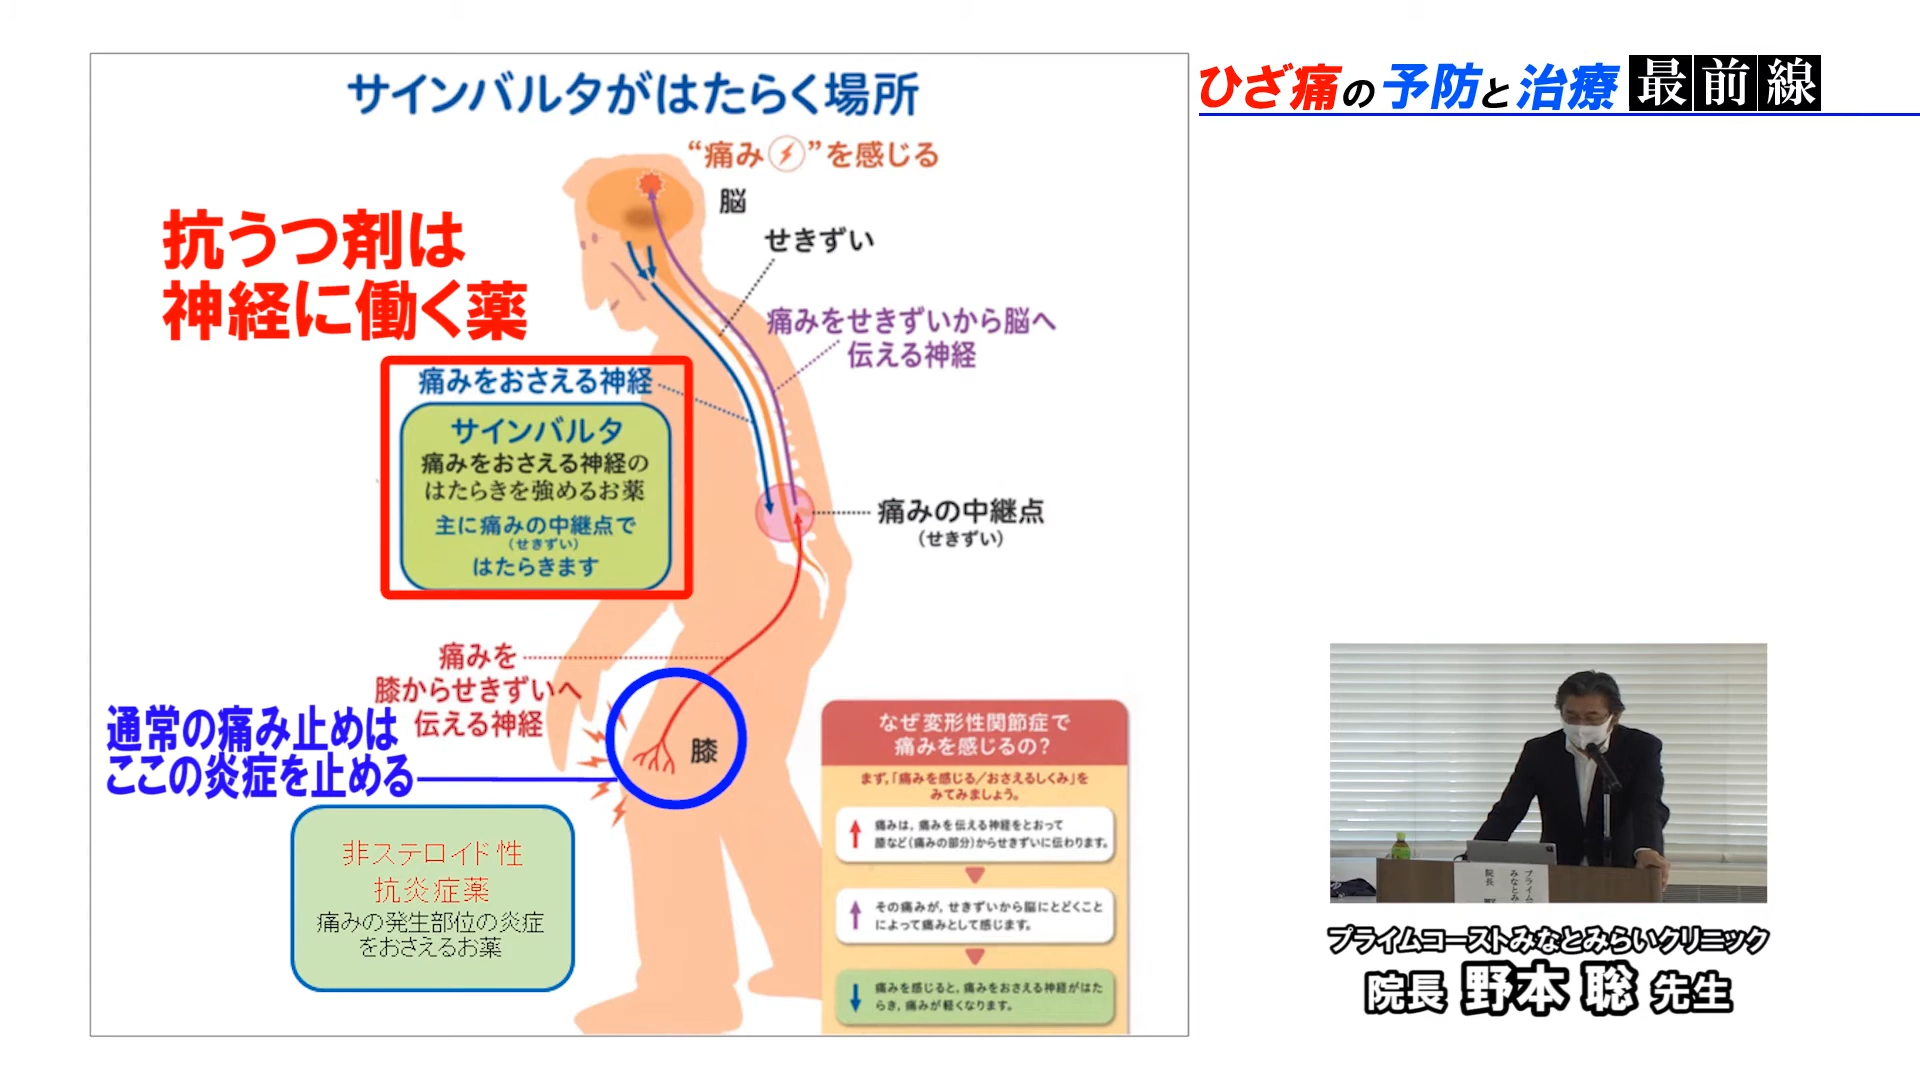 サインバルタがはたらく場所
“痛み”を感じる
脳
せきずい
抗うつ剤は
神経に働く薬
痛みをせきずいから脳へ
伝える神経
痛みをおさえる神経
サインバルタ
痛みをおさえる神経の
はたらきを強めるお薬
主に痛みの中継点で
(せきずい)
はたらきます
痛みの中継点
(せきずい)
痛みを
膝からせきずいへ
伝える神経
通常の痛み止めは
ここの炎症を止める
膝
非ステロイド性
抗炎症薬
痛みの発生部位の炎症
をおさえるお薬
なぜ変形性関節症で
痛みを感じるの?
まず,「痛みを感じる/おさえるしくみ」を
みてみましょう。
痛みは, 痛みを伝える神経をとおって
膝など(痛みの部分)からせきずいに伝わります。
その痛みが, せきずいから脳にとどくこと
によって痛みとして感じます。
痛みを感じると, 痛みをおさえる神経がはた
らき, 痛みが軽くなります。
ひざ痛の予防と治療最前線
プライム
みなとみ
院長
プライムコーストみなとみらいクリニック
院長 野本 聡 先生